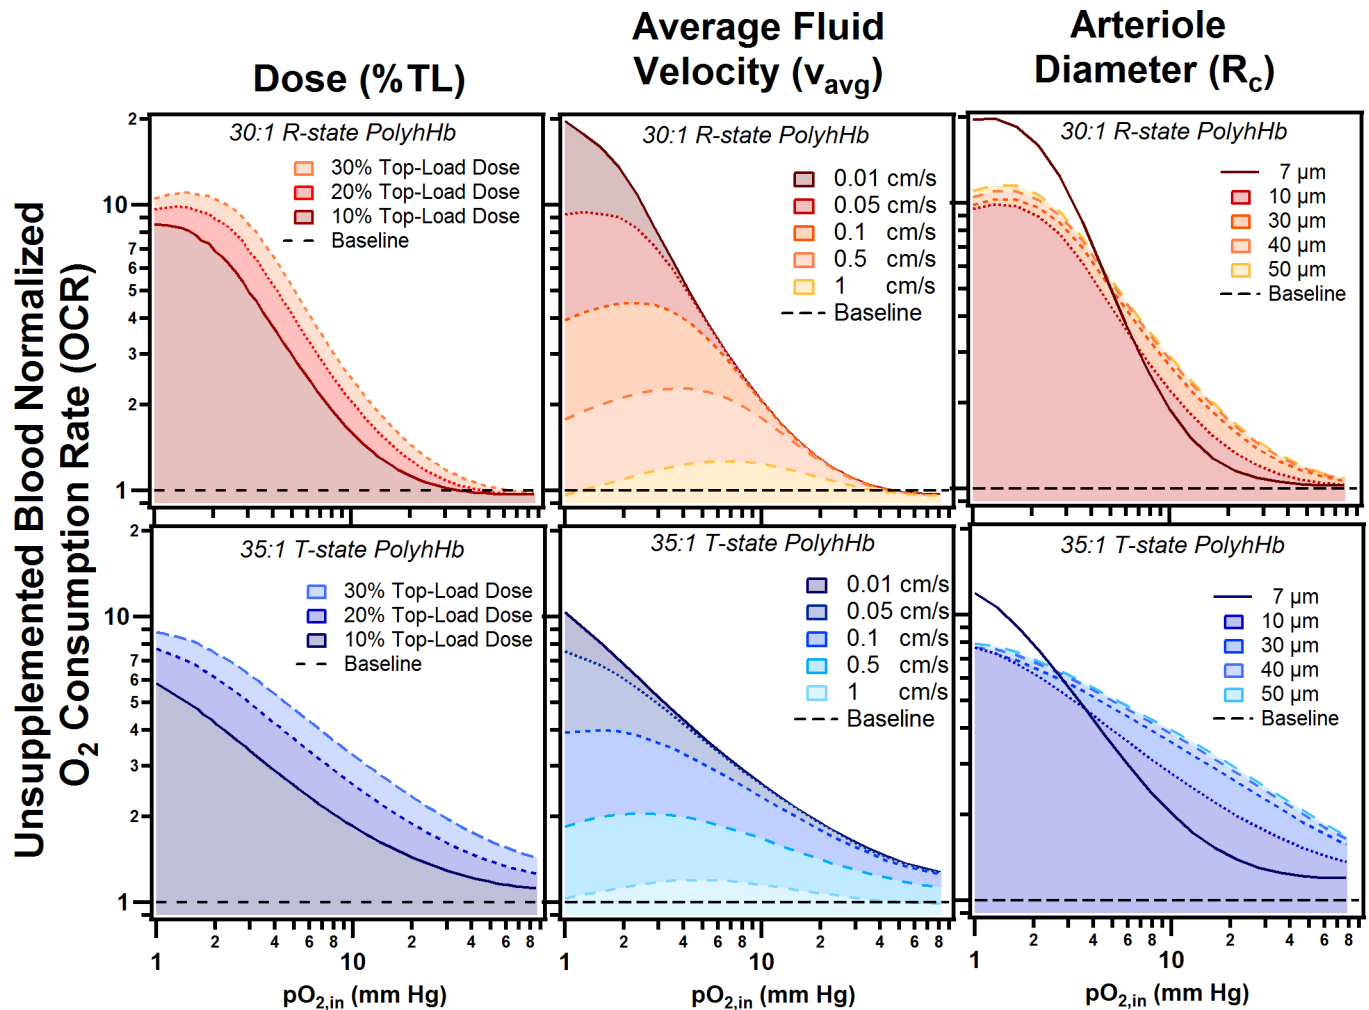 Dose (%TL)
Average Fluid
Velocity (vavg)
Arteriole
Diameter (Rc)
Unsupplemented Blood Normalized
O2 Consumption Rate (OCR)
30:1 R-state PolyhHb
30% Top-Load Dose
20% Top-Load Dose
10% Top-Load Dose
Baseline
2
10
8
7
6
5
4
3
2
1
30:1 R-state PolyhHb
0.01 cm/s
0.05 cm/s
0.1 cm/s
0.5 cm/s
1 cm/s
Baseline
30:1 R-state PolyhHb
7 µm
10 µm
30 µm
40 µm
50 µm
Baseline
35:1 T-state PolyhHb
30% Top-Load Dose
20% Top-Load Dose
10% Top-Load Dose
Baseline
2
10
8
7
6
5
4
3
2
1
35:1 T-state PolyhHb
0.01 cm/s
0.05 cm/s
0.1 cm/s
0.5 cm/s
1 cm/s
Baseline
35:1 T-state PolyhHb
7 µm
10 µm
30 µm
40 µm
50 µm
Baseline
2 4 6 8 2 4 6 8
1 10
pO2,in (mm Hg)
2 4 6 8 2 4 6 8
1 10
pO2,in (mm Hg)
2 4 6 8 2 4 6 8
1 10
pO2,in (mm Hg)